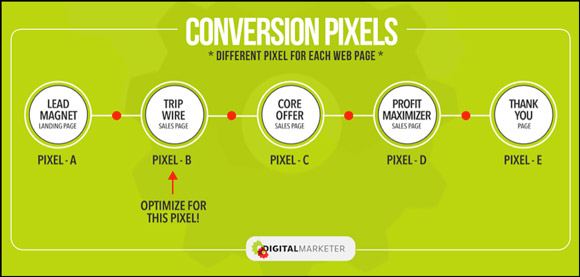 CONVERSION PIXELS
* DIFFERENT PIXEL FOR EACH WEB PAGE *
LEAD
MAGNET
LANDING PAGE
TRIP
WIRE
SALES PAGE
CORE
OFFER
SALES PAGE
PROFIT
MAXIMIZER
SALES PAGE
THANK
YOU
PAGE
PIXEL - A
PIXEL - B
PIXEL - C
PIXEL - D
PIXEL - E
OPTIMIZE FOR
THIS PIXEL!
DIGITALMARKETER